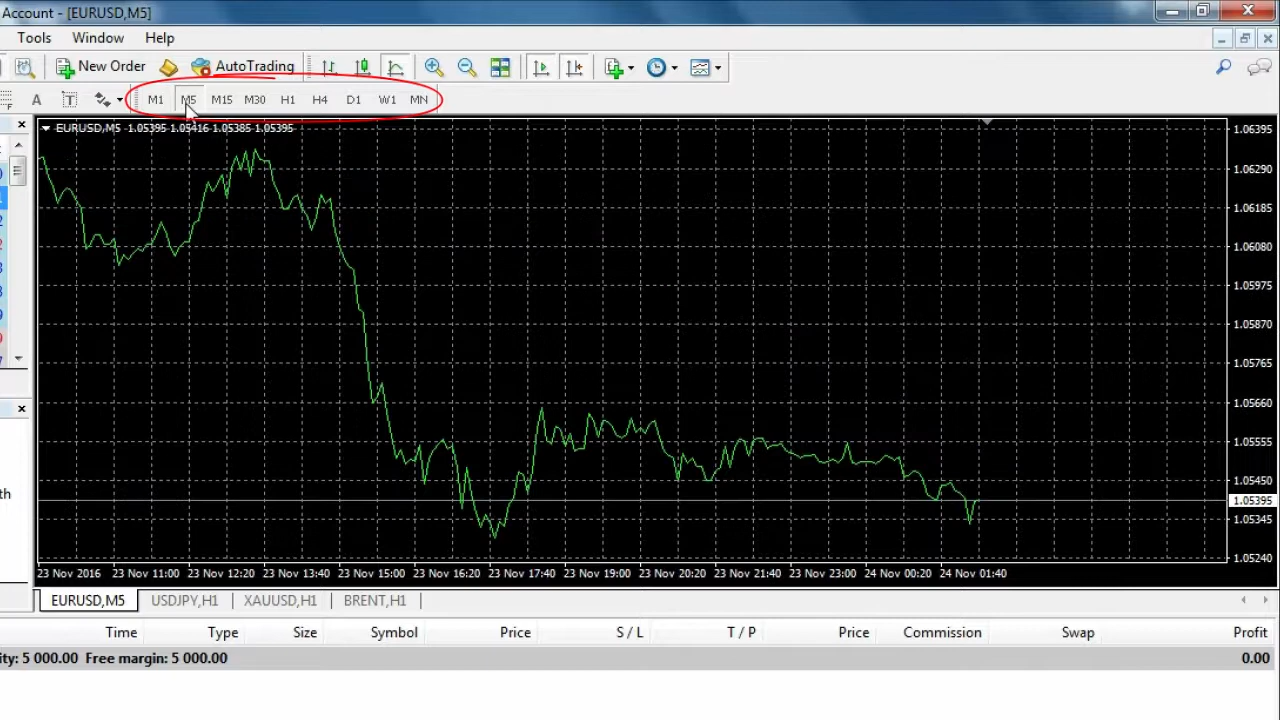 Account - [EURUSD,M5]
Tools Window Help
New Order AutoTrading
A T M1 M5 M15 M30 H1 H4 D1 W1 MN
EURUSD,M5 1.05395 1.05416 1.05385 1.05395
1.06395
1.06290
1.06185
1.06080
1.05975
1.05870
1.05765
1.05660
1.05555
1.05450
1.05395
1.05345
1.05240
th
23 Nov 2016 23 Nov 11:00 23 Nov 12:20 23 Nov 13:40 23 Nov 15:00 23 Nov 16:20 23 Nov 17:40 23 Nov 19:00 23 Nov 20:20 23 Nov 21:40 23 Nov 23:00 24 Nov 00:20 24 Nov 01:40
EURUSD,M5 USDJPY,H1 XAUUSD,H1 BRENT,H1
Time Type Size Symbol Price S / L T / P Price Commission Swap Profit
ity: 5 000.00 Free margin: 5 000.00 0.00